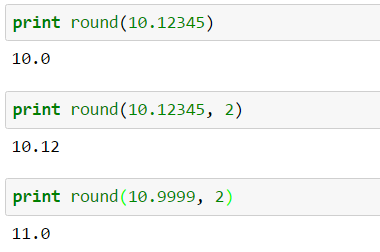 print round(10.12345)
10.0
print round(10.12345, 2)
10.12
print round(10.9999, 2)
11.0